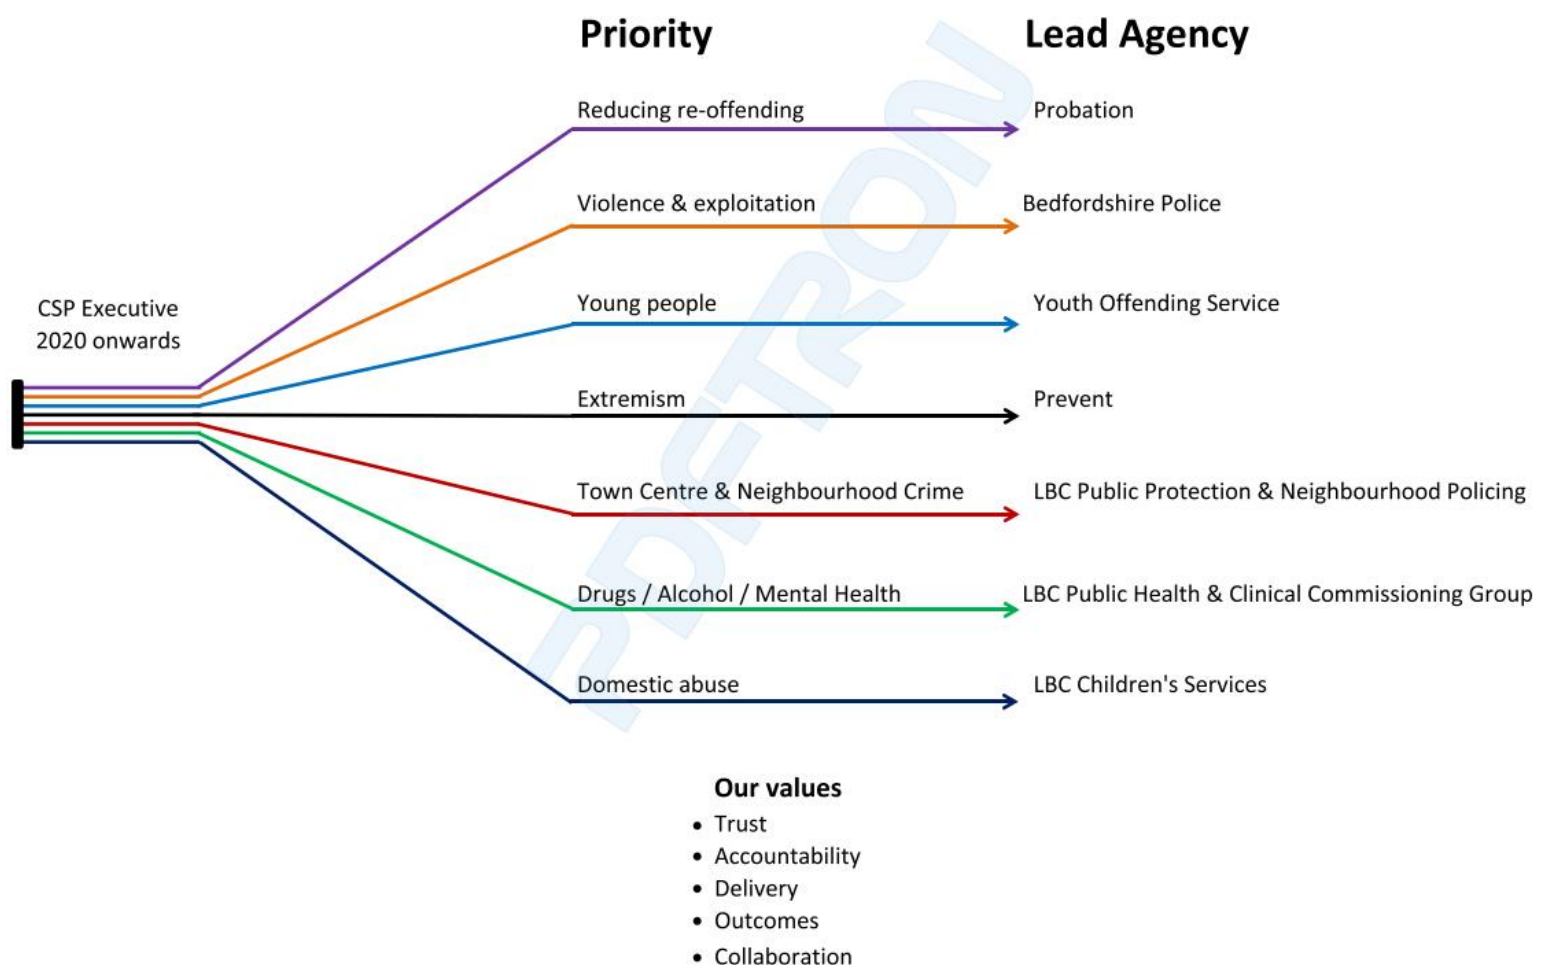 Priority Lead Agency
Reducing re-offending Probation
Violence & exploitation Bedfordshire Police
CSP Executive
2020 onwards
Young people Youth Offending Service
Extremism Prevent
Town Centre & Neighbourhood Crime LBC Public Protection & Neighbourhood Policing
Drugs / Alcohol / Mental Health LBC Public Health & Clinical Commissioning Group
Domestic abuse LBC Children's Services
PDFTRON
Our values
• Trust
• Accountability
• Delivery
• Outcomes
• Collaboration